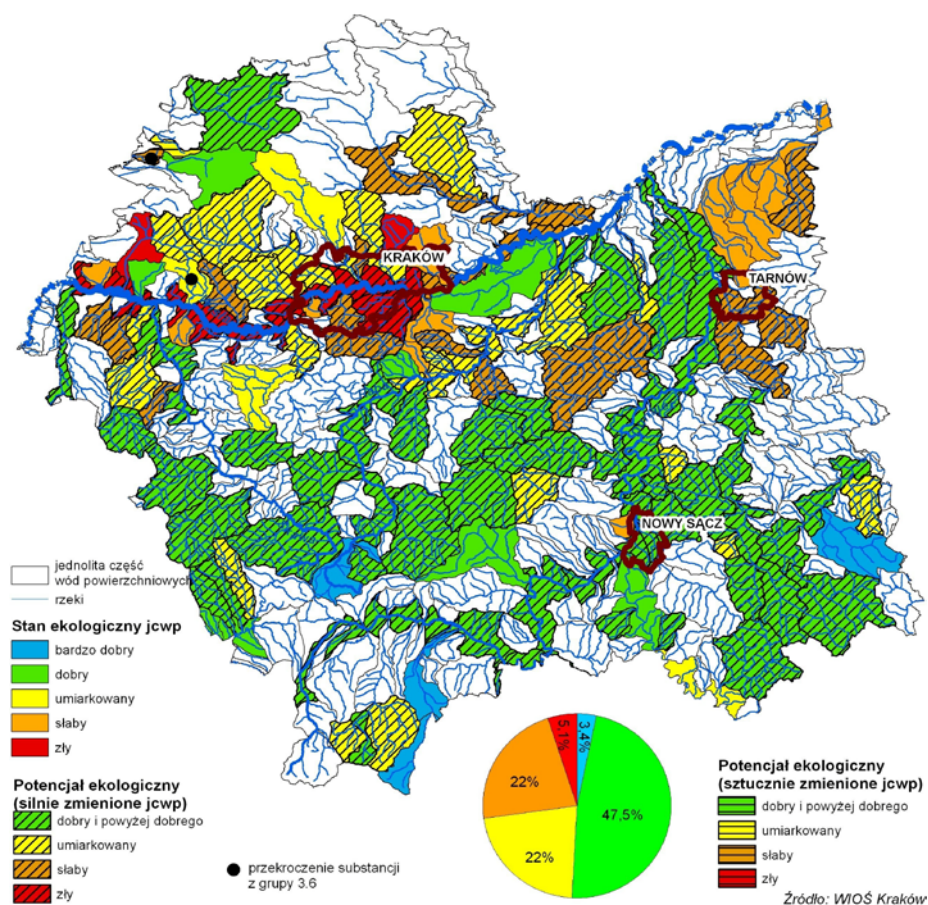 KRAKÓW
TARNÓW
NOWY SĄCZ
jednolita część
wód powierzchniowych
rzeki
Stan ekologiczny jcwp
bardzo dobry
dobry
umiarkowany
słaby
zły
Potencjał ekologiczny
(silnie zmienione jcwp)
dobry i powyżej dobrego
umiarkowany
słaby
zły
przekroczenie substancji
z grupy 3.6
5,1%
3,4%
22%
47,5%
22%
Potencjał ekologiczny
(sztucznie zmienione jcwp)
dobry i powyżej dobrego
umiarkowany
słaby
zły
Źródło: WIOŚ Kraków